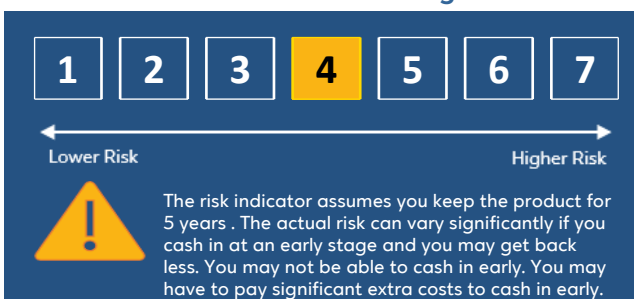 1 2 3 4 5 6 7
Lower Risk
Higher Risk
The risk indicator assumes you keep the product for
5 years . The actual risk can vary significantly if you
cash in at an early stage and you may get back
less. You may not be able to cash in early. You may
have to pay significant extra costs to cash in early.